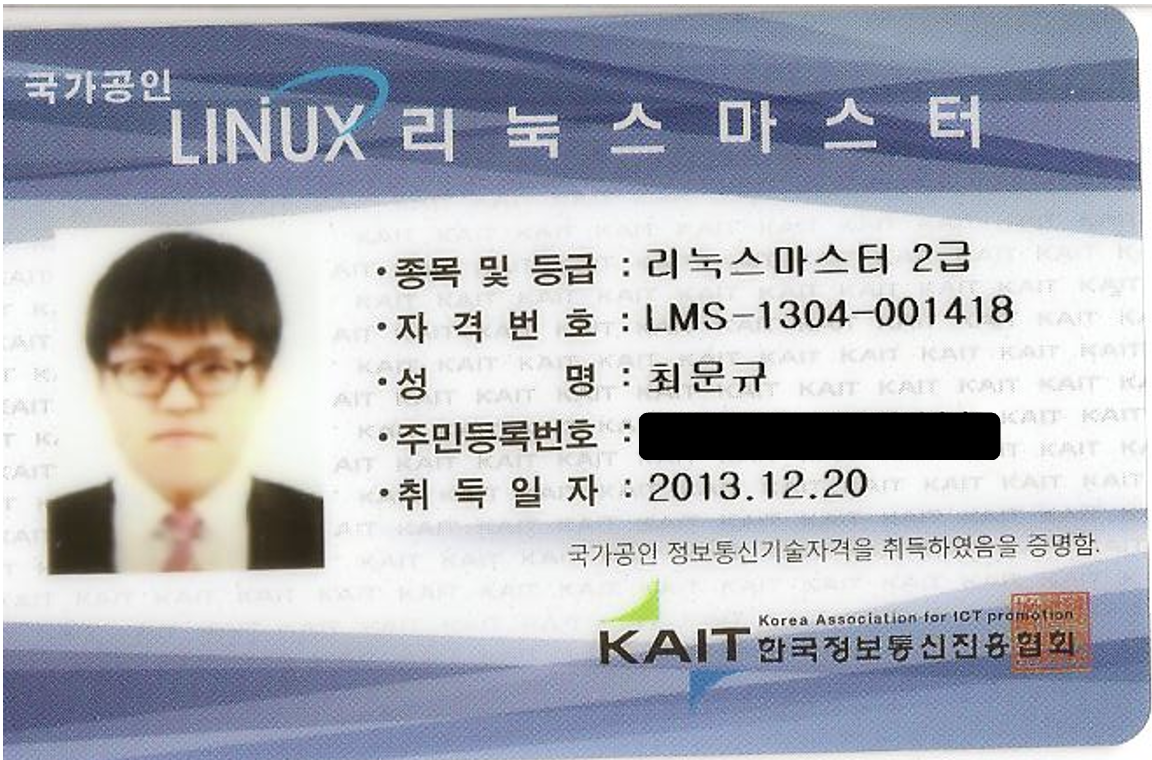 국가공인
LINUX 리눅스마스터
•종목 및 등급 : 리눅스마스터 2급
•자격번호 : LMS-1304-001418
•성명 : 최문규
•주민등록번호 :
•취득일자 : 2013.12.20
국가공인 정보통신기술자격을 취득하였음을 증명함.
Korea Association for ICT promotion
KAIT 한국정보통신진흥협회